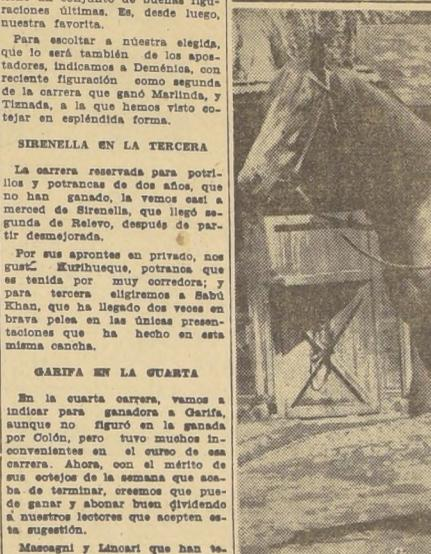 raciones últimas. Es, desde luego,
nuestra favorita.
Para escoltar a nuestra elegida,
que lo será también de los apos-
tadores, indicamos a Deménica, con
reciente figuración como segunda
de la carrera que ganó Marlinda, y
Tiznada, a la que hemos visto co-
tejar en espléndida forma.
SIRENELLA EN LA TERCERA
La carrera reservada para potri-
llos y potrancas de dos años, que
no han ganado, la vemos casi a
merced de Sirenella, que llegó se-
gunda de Relevo, después de par-
tir desmejorada.
Por sus aprontes en privado, nos
gustó Kurihueque, potranca que
es tenida por muy corredora; y
para tercera eligiremos a Sabú
Khan, que ha llegado dos veces en
brava pelea en las únicas presen-
taciones que ha hecho en esta
misma cancha.
GARIFA EN LA CUARTA
En la cuarta carrera, vamos a
indicar para ganadora a Garifa,
aunque no figuró en la ganada
por Colón, pero tuvo muchos in-
convenientes en el curso de esa
carrera. Ahora, con el mérito de
sus cotejos de la semana que aca-
ba de terminar, creemos que pue-
de ganar y abonar buen dividendo
a nuestros lectores que acepten es-
ta sugestión.
Mascagni y Lincari que han te-